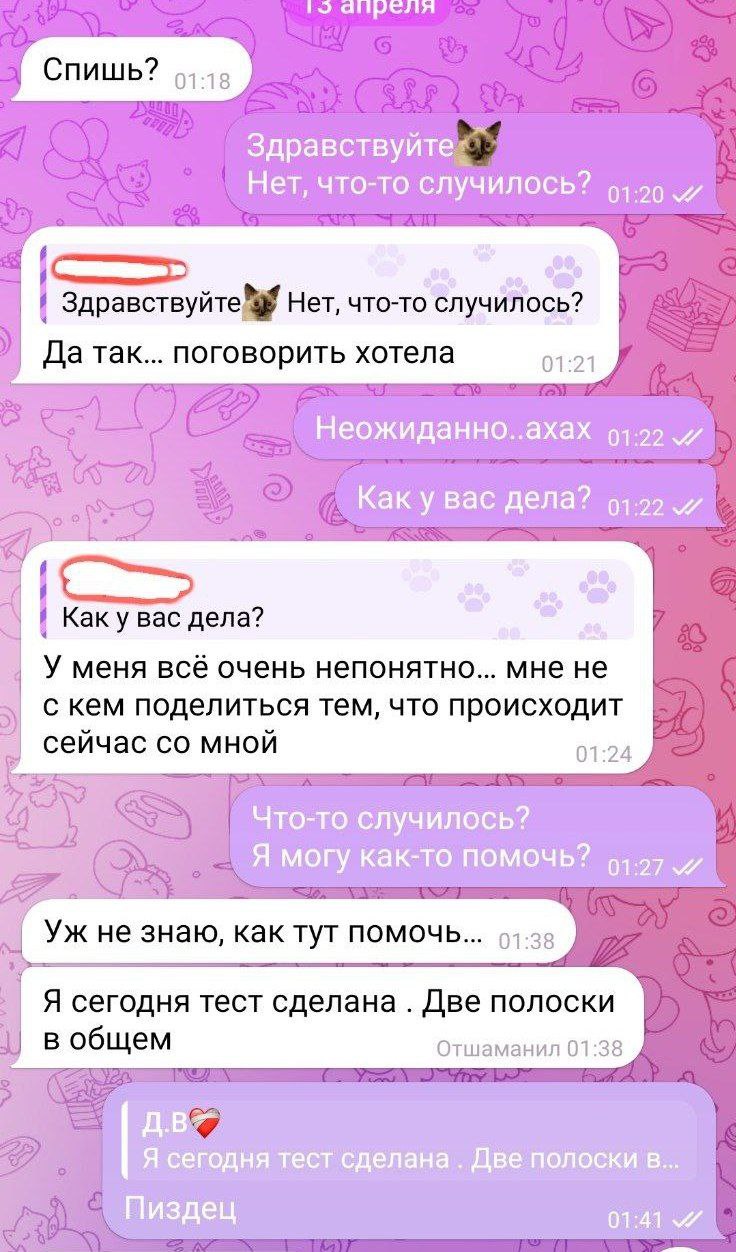 13 апреля
Спишь? 01:18
Здравствуйте
Нет, что-то случилось? 01:20
Здравствуйте Нет, что-то случилось?
Да так... поговорить хотела 01:21
Неожиданно..ахах 01:22
Как у вас дела? 01:22
Как у вас дела?
У меня всё очень непонятно... мне не
с кем поделиться тем, что происходит
сейчас со мной 01:24
Что-то случилось?
Я могу как-то помочь? 01:27
Уж не знаю, как тут помочь... 01:38
Я сегодня тест сделана . Две полоски
в общем Отшаманил 01:38
Д.В❤️‍🩹
Я сегодня тест сделана . Две полоски в...
Пиздец 01:41